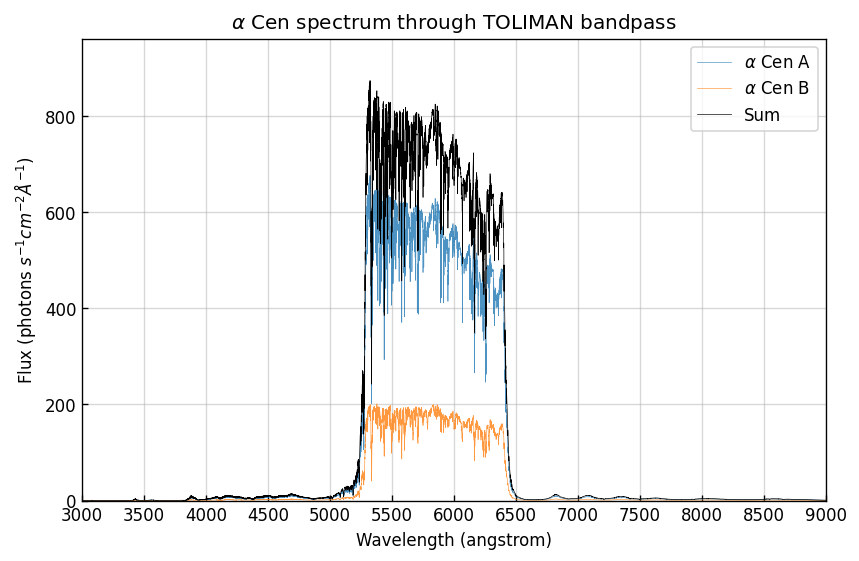 α Cen spectrum through TOLIMAN bandpass
α Cen A
α Cen B
Sum
Flux (photons s⁻¹cm⁻²Å⁻¹)
800
600
400
200
0
3000 3500 4000 4500 5000 5500 6000 6500 7000 7500 8000 8500 9000
Wavelength (angstrom)